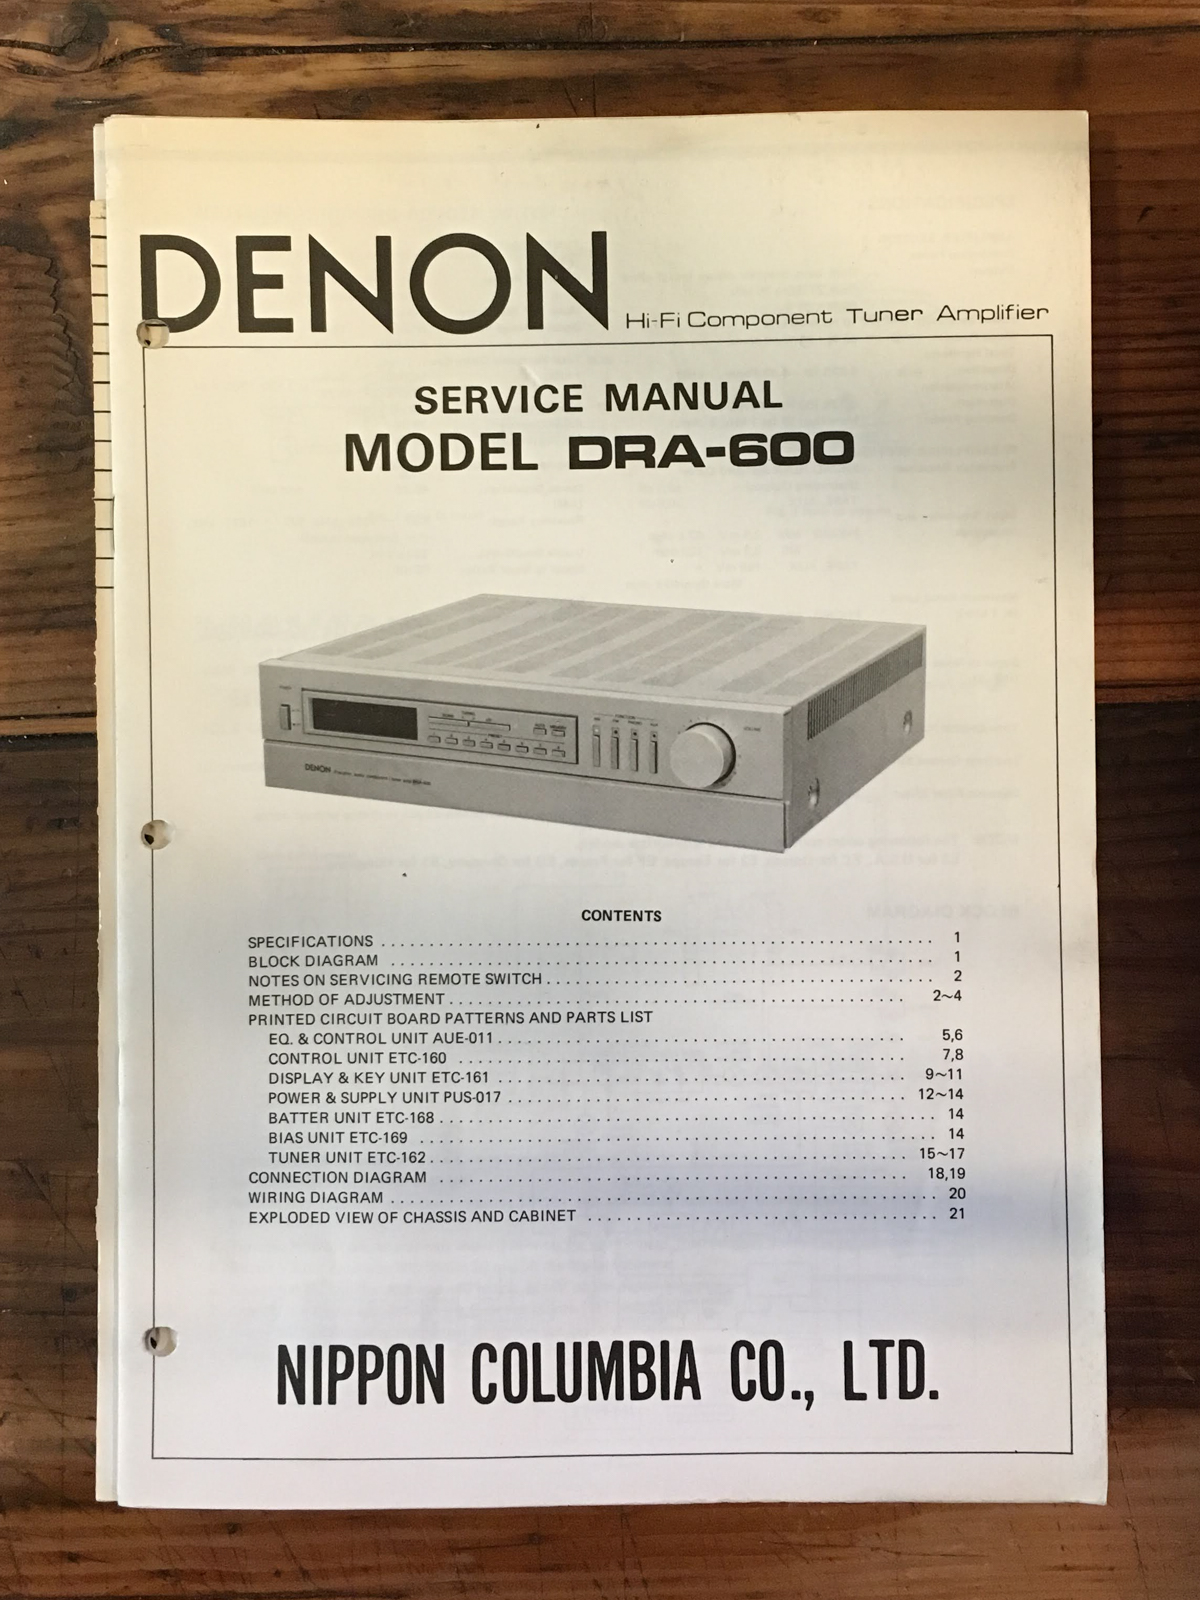 DENON Hi-Fi Component Tuner Amplifier
SERVICE MANUAL
MODEL DRA-600
VOLUME
DENON
CONTENTS
SPECIFICATIONS . . . . . . . . . . . . . . . . . . . . 1
BLOCK DIAGRAM . . . . . . . . . . . . . . . . . . . . 1
NOTES ON SERVICING REMOTE SWITCH . . . . . . . . . . . . . . . . . . . . 2
METHOD OF ADJUSTMENT . . . . . . . . . . . . . . . . . . . . 2~4
PRINTED CIRCUIT BOARD PATTERNS AND PARTS LIST
EQ. & CONTROL UNIT AUE-011 . . . . . . . . . . . . . . . . . . . . 5,6
CONTROL UNIT ETC-160 . . . . . . . . . . . . . . . . . . . . 7,8
DISPLAY & KEY UNIT ETC-161 . . . . . . . . . . . . . . . . . . . . 9~11
POWER & SUPPLY UNIT PUS-017 . . . . . . . . . . . . . . . . . . . . 12~14
BATTER UNIT ETC-168 . . . . . . . . . . . . . . . . . . . . 14
BIAS UNIT ETC-169 . . . . . . . . . . . . . . . . . . . . 14
TUNER UNIT ETC-162 . . . . . . . . . . . . . . . . . . . . 15~17
CONNECTION DIAGRAM . . . . . . . . . . . . . . . . . . . . 18,19
WIRING DIAGRAM . . . . . . . . . . . . . . . . . . . . 20
EXPLODED VIEW OF CHASSIS AND CABINET . . . . . . . . . . . . . . . . . . . . 21
NIPPON COLUMBIA CO., LTD.